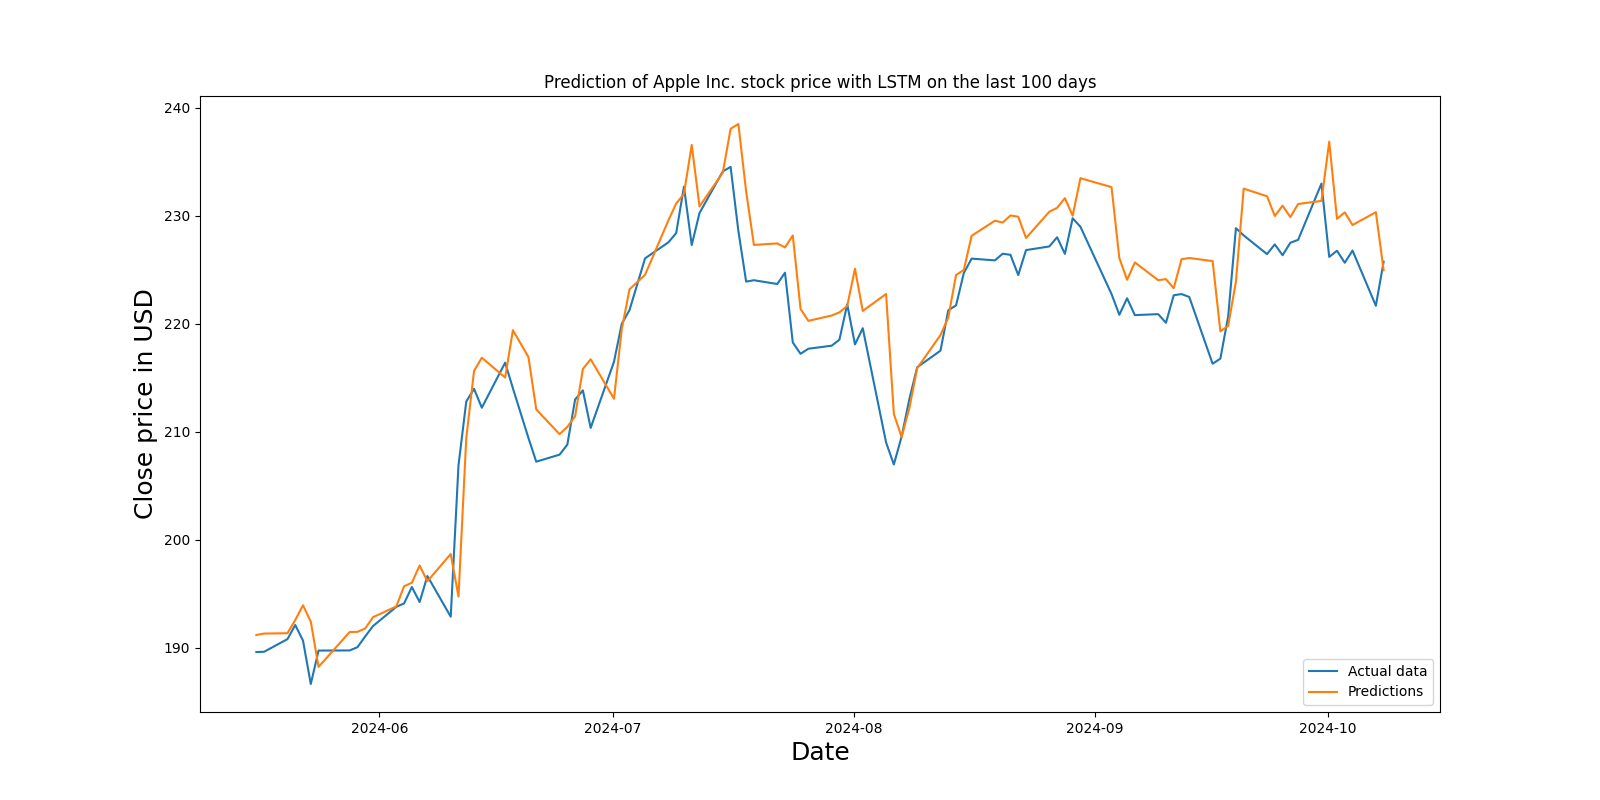 Prediction of Apple Inc. stock price with LSTM on the last 100 days
240
230
220
210
200
190
Close price in USD
Actual data
Predictions
2024-06
2024-07
2024-08
2024-09
2024-10
Date